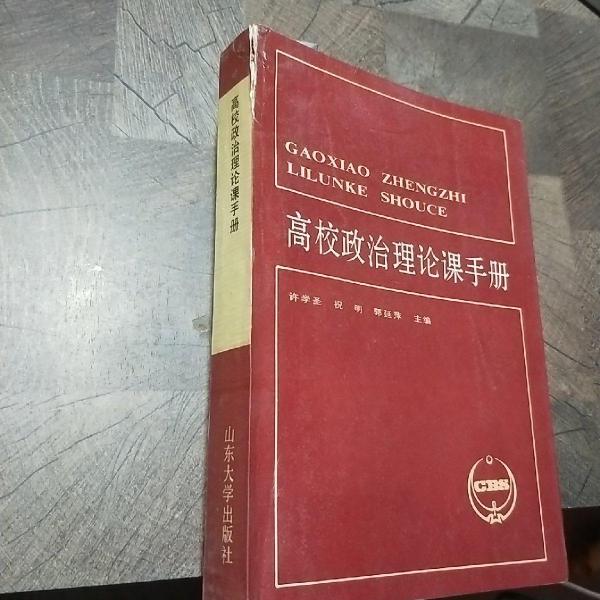 GAOXIAO ZHENGZHI
LILUNKE SHOUCE
高校政治理论课手册
许学圣 祝 明 郭延萍 主编
CBS
高校政治理论课手册
山东大学出版社